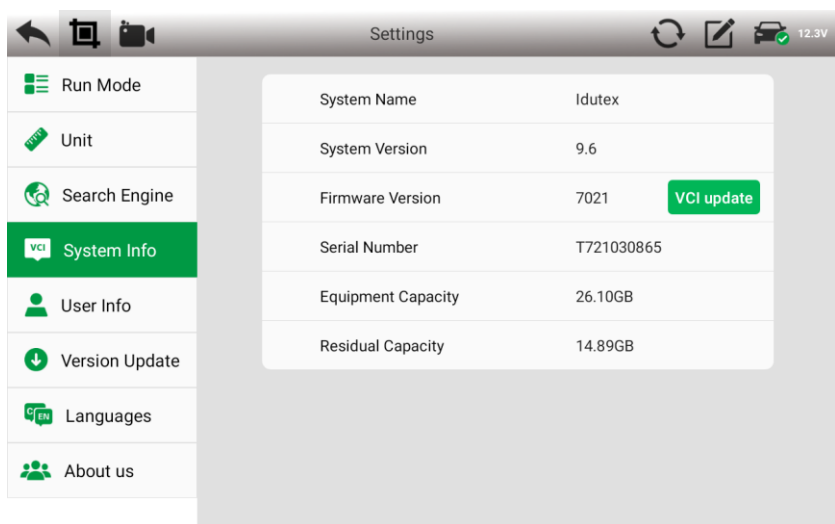 Settings
12.3V
Run Mode
Unit
Search Engine
VCI
System Info
User Info
Version Update
C EN
Languages
About us
System Name Idutex
System Version 9.6
Firmware Version 7021 VCI update
Serial Number T721030865
Equipment Capacity 26.10GB
Residual Capacity 14.89GB